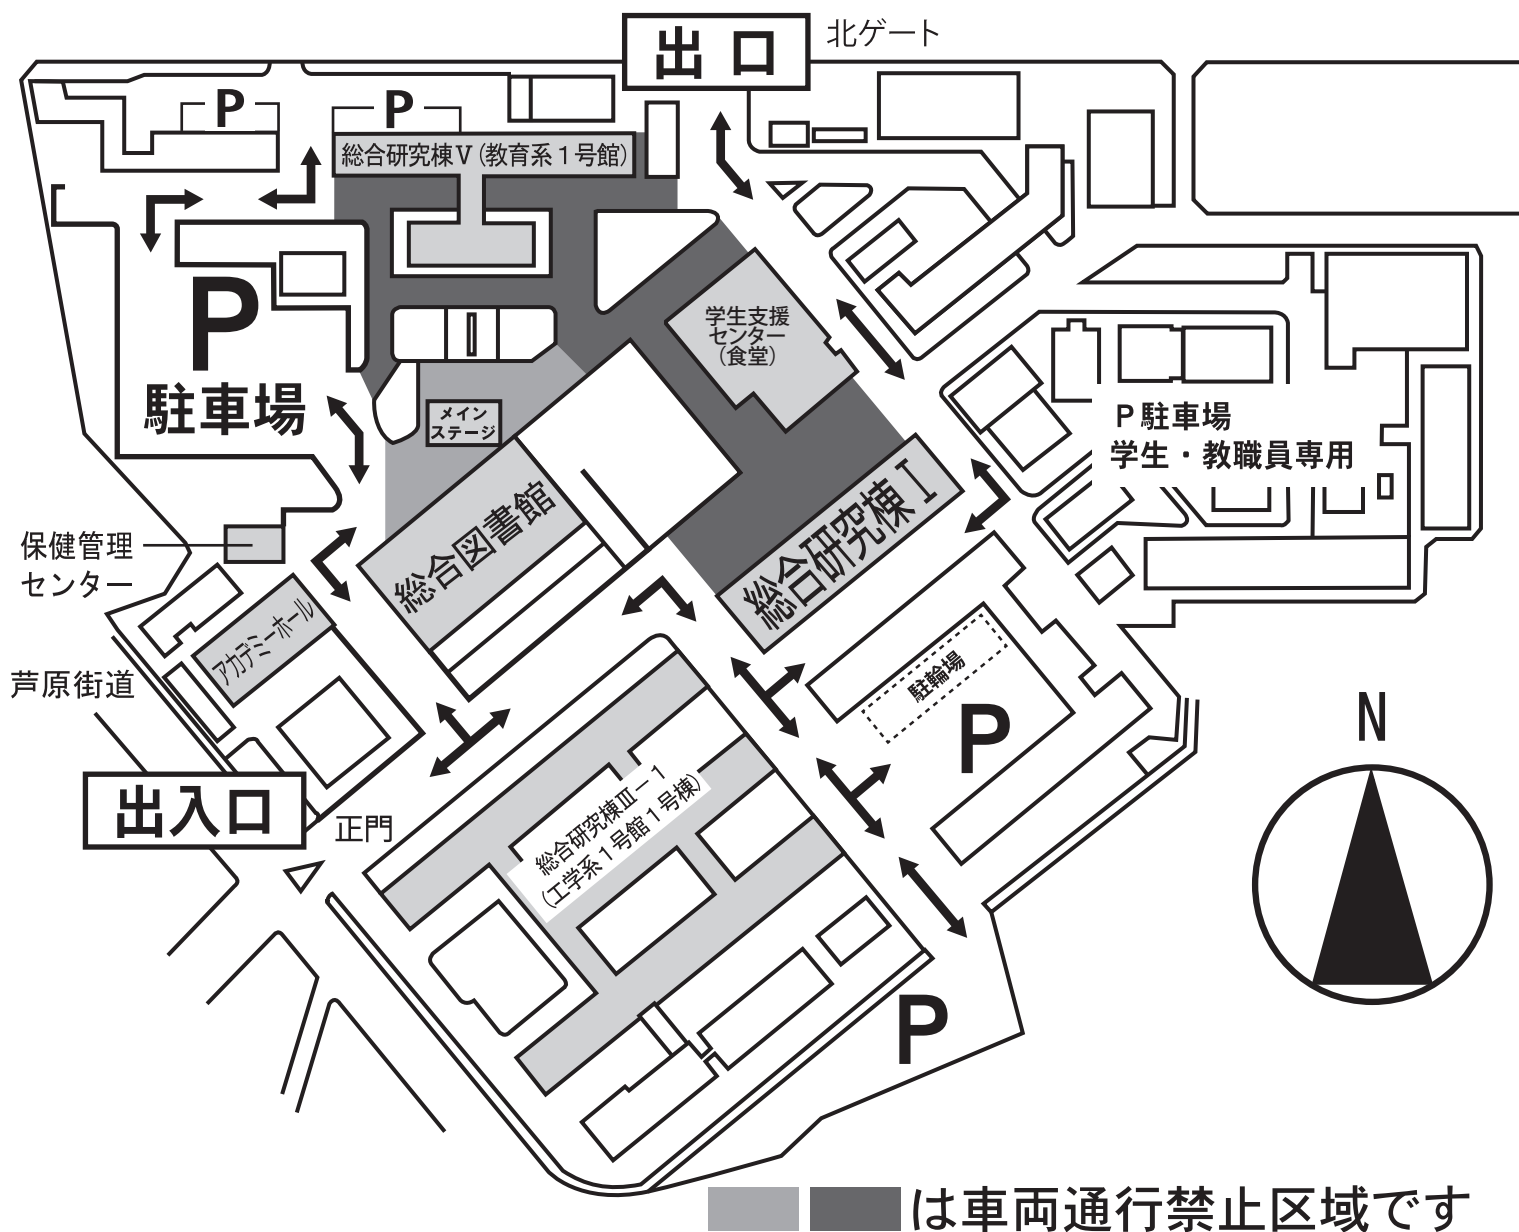 出口
北ゲート
P
P
総合研究棟Ⅴ(教育系1号館)
P
駐車場
学生支援
センター
(食堂)
メイン
ステージ
P 駐車場
学生・教職員専用
総合図書館
総合研究棟Ⅰ
保健管理
センター
アカデミーホール
芦原街道
駐輪場
P
N
出入口
正門
総合研究棟Ⅲ−1
(工学系1号館1号棟)
P
は車両通行禁止区域です